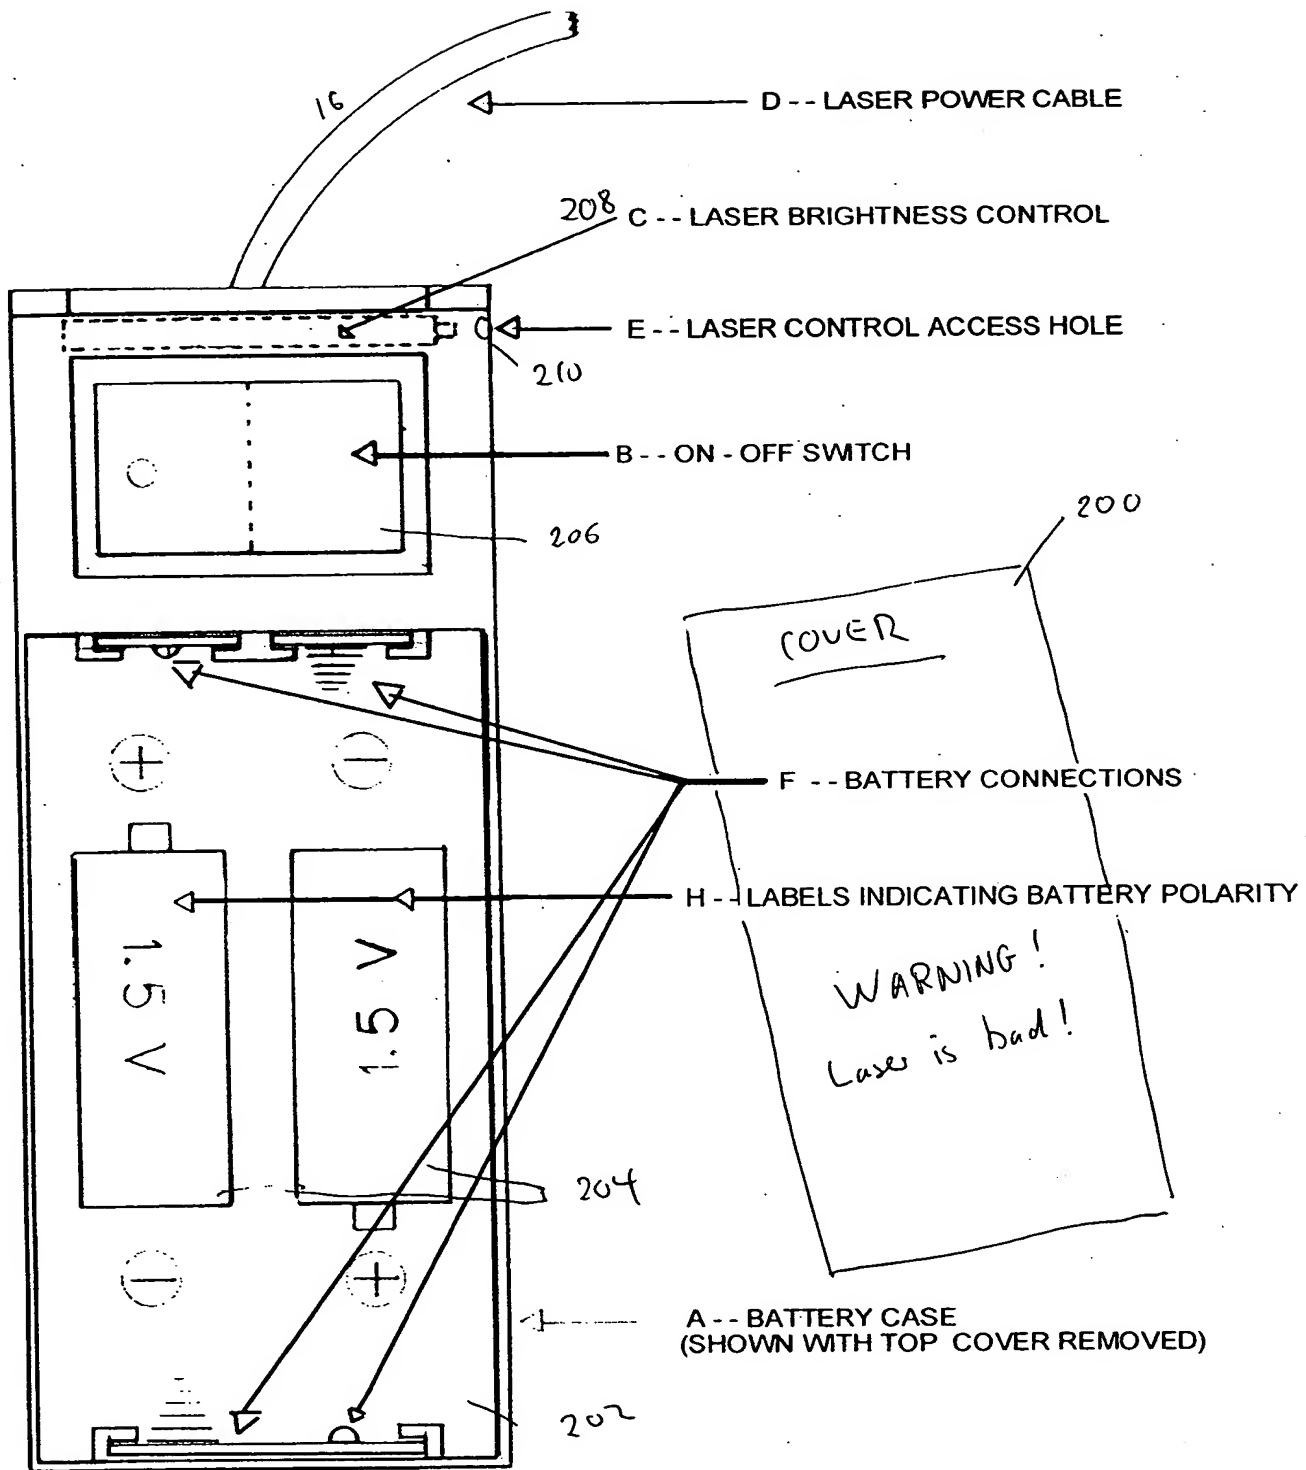 16
D - - LASER POWER CABLE
208 C - - LASER BRIGHTNESS CONTROL
E - - LASER CONTROL ACCESS HOLE
210
B - - ON - OFF SWITCH
206
200
COVER
+ −
F - - BATTERY CONNECTIONS
H - - LABELS INDICATING BATTERY POLARITY
1.5 V 1.5 V
WARNING!
Laser is bad!
204
− +
A - - BATTERY CASE
(SHOWN WITH TOP COVER REMOVED)
202